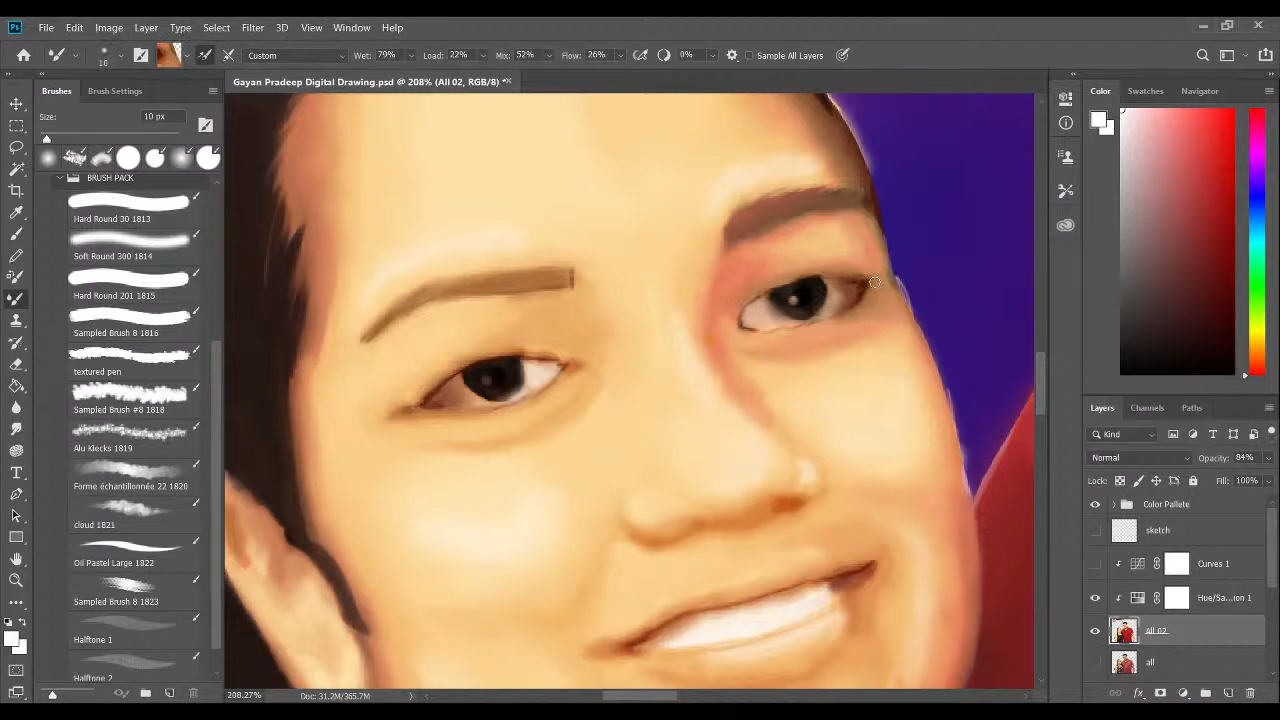 Ps File Edit Image Layer Type Select Filter 3D View Window Help
10 Custom Wet: 79% Load: 22% Mix: 52% Flow: 26% 0% Sample All Layers
Gayan Pradeep Digital Drawing.psd @ 208% (All 02, RGB/8) *
Brushes Brush Settings
Size: 10 px
BRUSH PACK
Hard Round 30 1813
Soft Round 300 1814
Hard Round 201 1815
Sampled Brush 8 1816
textured pen
Sampled Brush #8 1818
Alu Klecks 1819
Forme échantillonnée 22 1820
cloud 1821
Oil Pastel Large 1822
Sampled Brush 8 1823
Halftone 1
Halftone 2
208.27% Doc: 31.2M/365.7M
Color Swatches Navigator
Layers Channels Paths
Kind
Normal Opacity: 84%
Lock: Fill: 100%
Color Pallete
sketch
Curves 1
Hue/Sa...ion 1
All 02
all